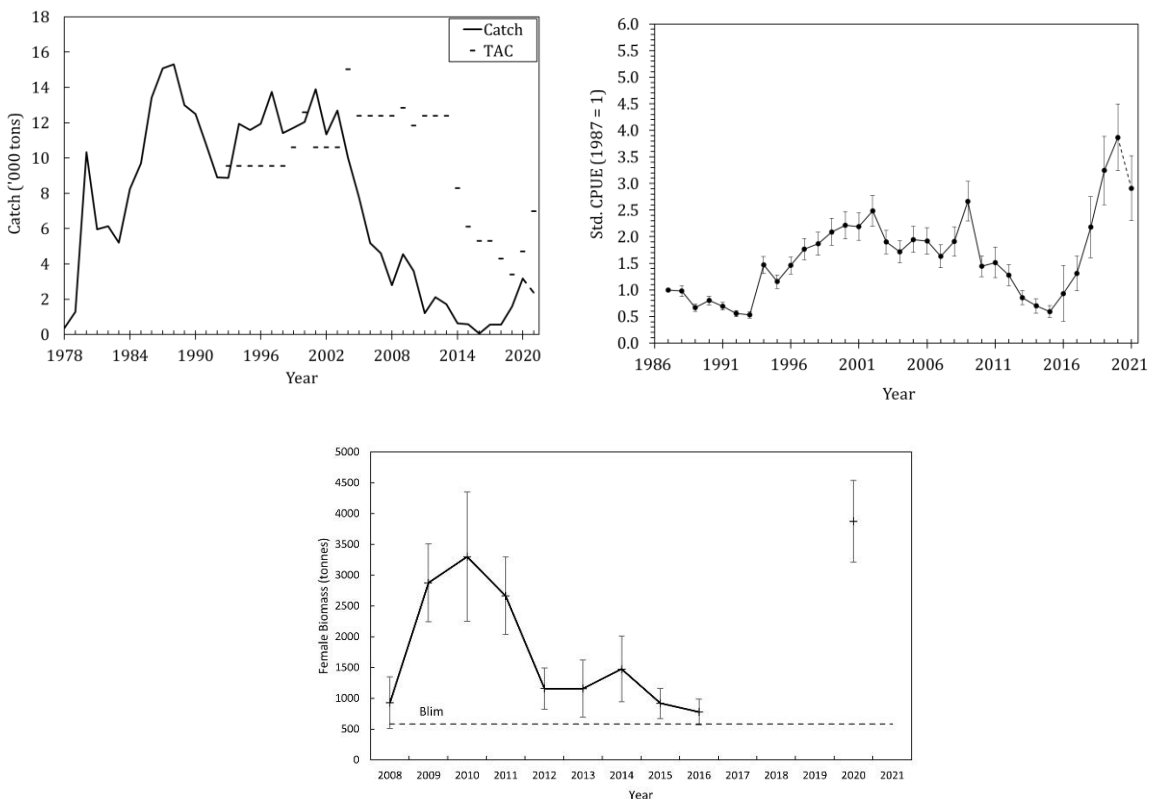 18
16
14
12
10
8
6
4
2
0
Catch ('000 tons)
Catch
TAC
1978 1984 1990 1996 2002 2008 2014 2020
Year
6.0
5.5
5.0
4.5
4.0
3.5
3.0
2.5
2.0
1.5
1.0
0.5
0.0
Std. CPUE (1987 = 1)
1986 1991 1996 2001 2006 2011 2016 2021
Year
5000
4500
4000
3500
3000
2500
2000
1500
1000
500
0
Female Biomass (tonnes)
Blim
2008 2009 2010 2011 2012 2013 2014 2015 2016 2017 2018 2019 2020 2021
Year